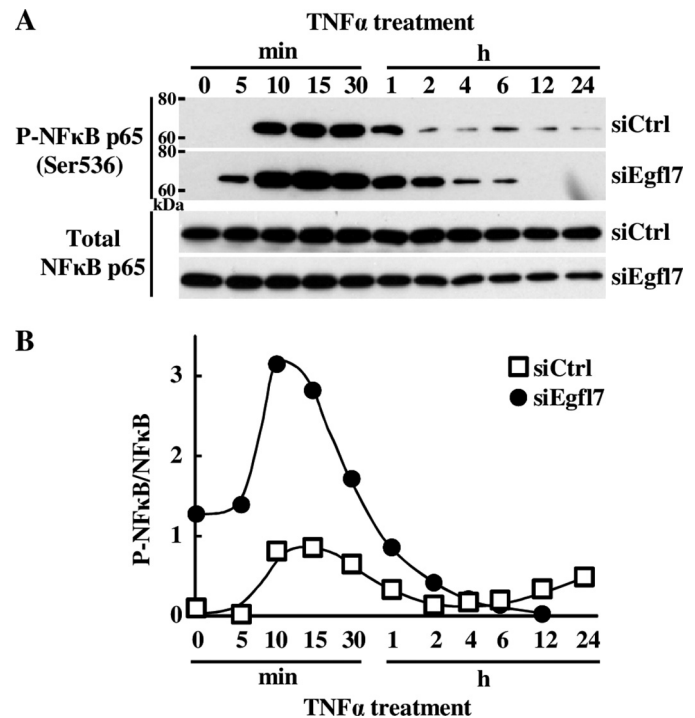 A
TNFα treatment
min h
0 5 10 15 30 1 2 4 6 12 24
80
P-NFκB p65
(Ser536)
60
siCtrl
80
60
siEgfl7
kDa
Total
NFκB p65
siCtrl
siEgfl7
B
siCtrl
siEgfl7
P-NFκB/NFκB
3
2
1
0
0 5 10 15 30 1 2 4 6 12 24
min h
TNFα treatment